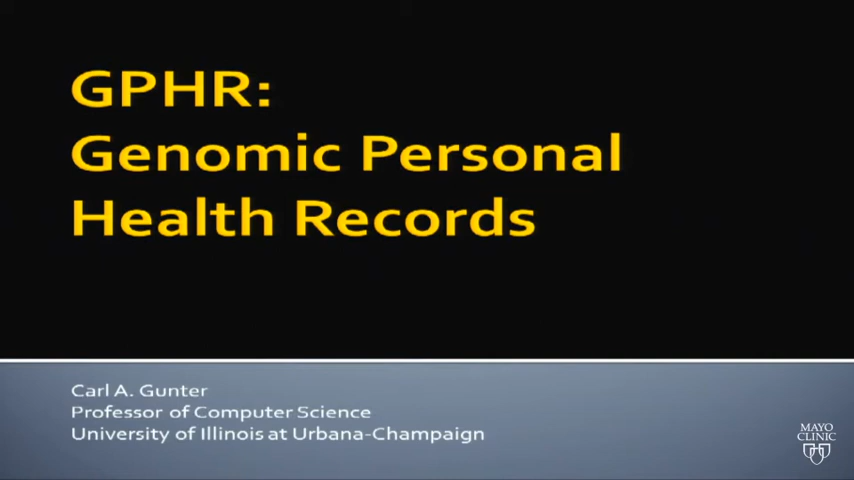 GPHR:
Genomic Personal
Health Records
Carl A. Gunter
Professor of Computer Science
University of Illinois at Urbana-Champaign
MAYO
CLINIC